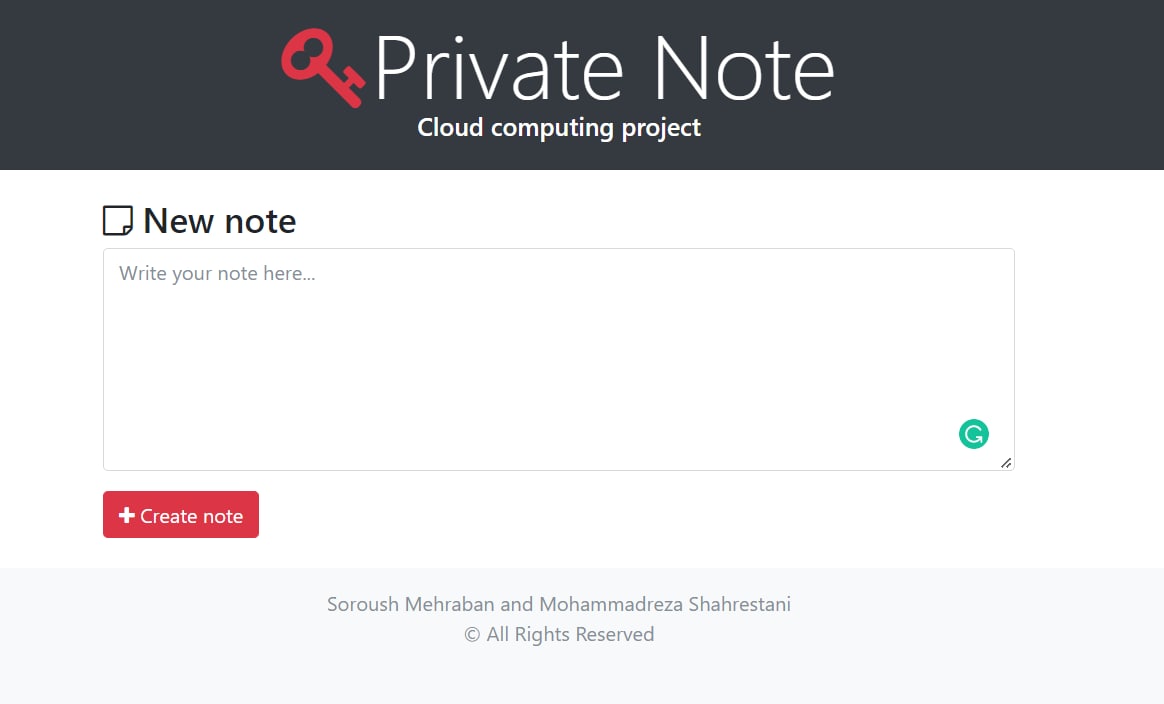 Private Note
Cloud computing project
New note
Write your note here...
Create note
Soroush Mehraban and Mohammadreza Shahrestani
© All Rights Reserved